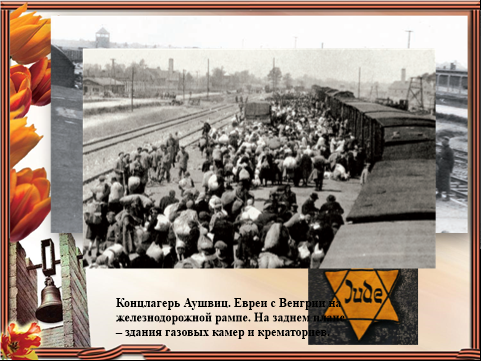 Концлагерь Аушвиц. Евреи с Венгрии на
железнодорожной рампе. На заднем плане
– здания газовых камер и крематориев.
Jude